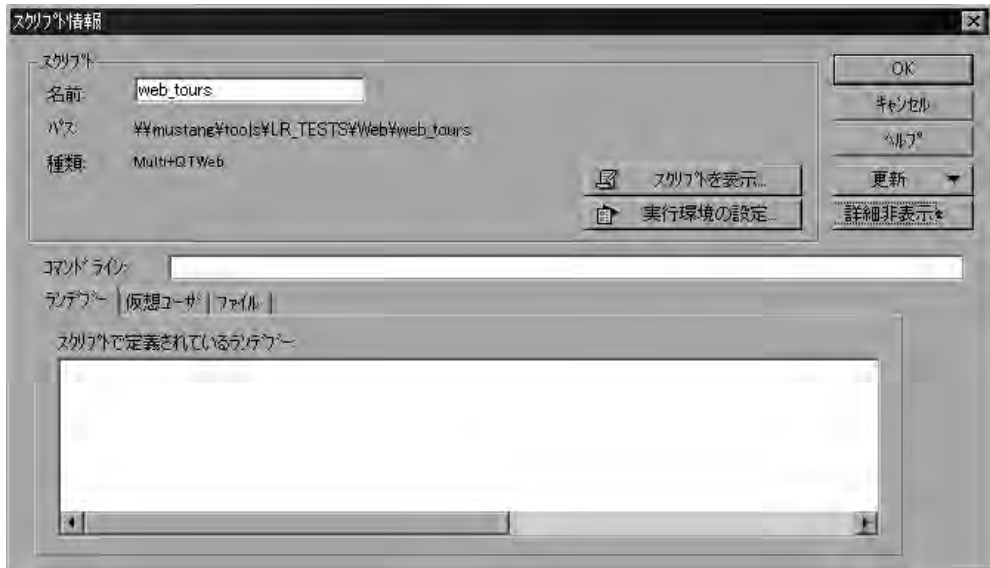 スクリプト情報
スクリプト
名前: web_tours
パス: ¥¥mustang¥tools¥LR_TESTS¥Web¥web_tours
種類: Multi+QTWeb
スクリプトを表示...
実行環境の設定...
OK
キャンセル
ヘルプ
更新
詳細非表示
コマンド ライン:
ランデブー 仮想ユーザ ファイル
スクリプトで定義されているランデブー: